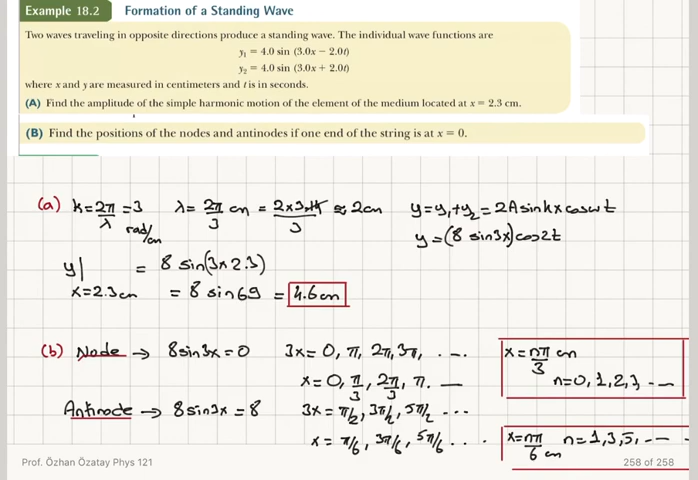 Example 18.2 Formation of a Standing Wave
Two waves traveling in opposite directions produce a standing wave. The individual wave functions are
y₁ = 4.0 sin (3.0x − 2.0t)
y₂ = 4.0 sin (3.0x + 2.0t)
where x and y are measured in centimeters and t is in seconds.
(A) Find the amplitude of the simple harmonic motion of the element of the medium located at x = 2.3 cm.
(B) Find the positions of the nodes and antinodes if one end of the string is at x = 0.
(a) k = 2π/λ = 3 rad/cm λ = 2π/3 cm = 2×3.14/3 ≈ 2cm y = y₁+y₂ = 2A sinkx coswt
y = (8 sin3x)cos2t
y| x=2.3cm = 8 sin(3×2.3)
= 8 sin6.9 = 4.6cm
(b) Node → 8sin3x = 0 3x = 0, π, 2π, 3π, .... x = nπ/3 cm
x = 0, π/3, 2π/3, π. — n=0,1,2,3 ---
Antinode → 8sin3x = 8 3x = π/2, 3π/2, 5π/2 ---
x = π/6, 3π/6, 5π/6 ... x = nπ/6 cm n=1,3,5,---
Prof. Özhan Özatay Phys 121 258 of 258